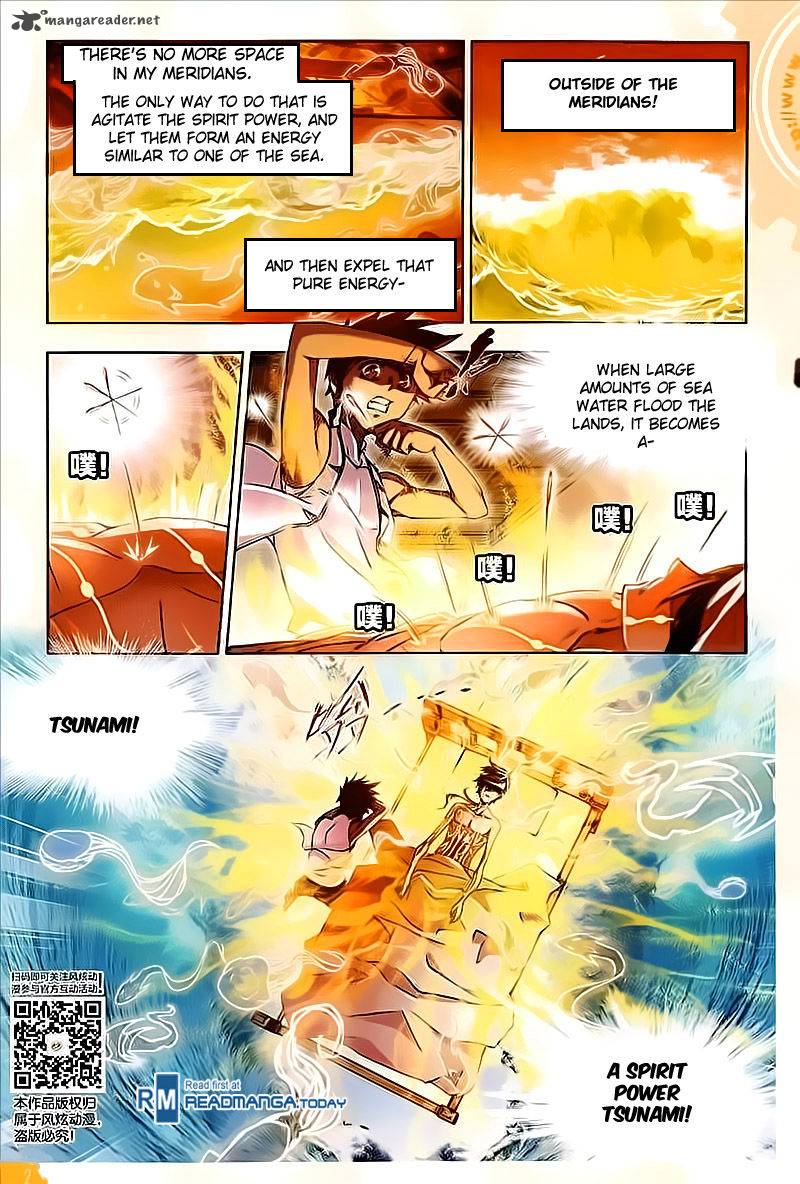 mangareader.net
THERE'S NO MORE SPACE
IN MY MERIDIANS.
THE ONLY WAY TO DO THAT IS
AGITATE THE SPIRIT POWER, AND
LET THEM FORM AN ENERGY
SIMILAR TO ONE OF THE SEA.
AND THEN EXPEL THAT
PURE ENERGY-
OUTSIDE OF THE
MERIDIANS!
噗!
WHEN LARGE
AMOUNTS OF SEA
WATER FLOOD THE
LANDS, IT BECOMES
A-
噗!
噗!
噗!
噗!
TSUNAMI!
A SPIRIT
POWER
TSUNAMI!
扫码即可关注风炫动
漫参与官方互动活动!
本作品版权归
属于风炫动漫,
盗版必究!
RM
Read first at
READMANGA.TODAY
2